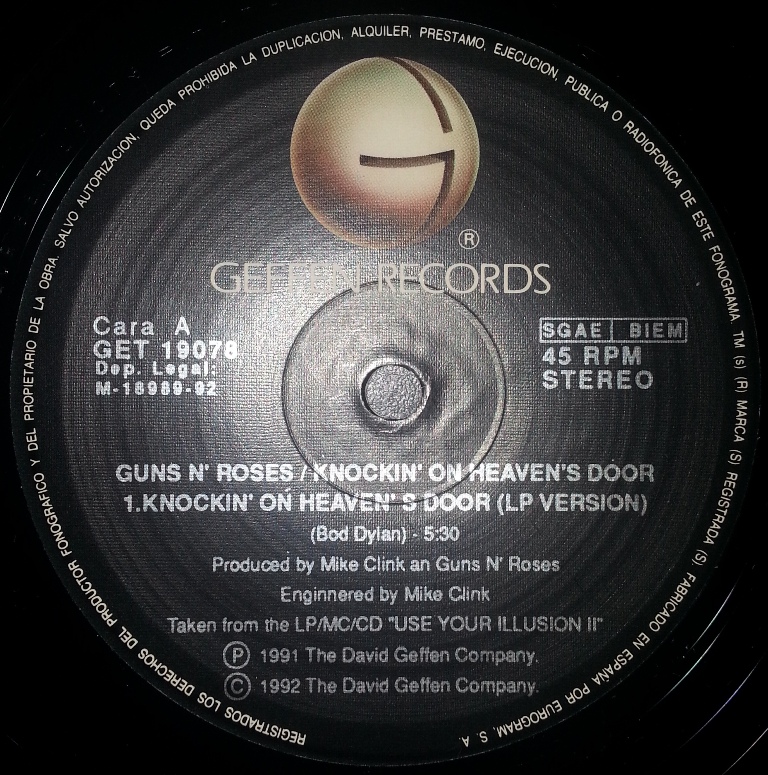 REGISTRADOS LOS DERECHOS DEL PRODUCTOR FONOGRAFICO Y DEL PROPIETARIO DE LA OBRA. SALVO AUTORIZACION, QUEDA PROHIBIDA LA DUPLICACION, ALQUILER, PRESTAMO, EJECUCION, PUBLICA O RADIOFONICA DE ESTE FONOGRAMA. TM (s) (R) MARCA (S) REGISTRADA (S). FABRICADO EN ESPAÑA POR EUROGRAM, S. A.
®
GEFFEN RECORDS
Cara A
GET 19078
Dep. Legal:
M-18989-92
SGAE BIEM
45 RPM
STEREO
GUNS N' ROSES / KNOCKIN' ON HEAVEN'S DOOR
1.KNOCKIN' ON HEAVEN' S DOOR (LP VERSION)
(Bod Dylan) - 5:30
Produced by Mike Clink an Guns N' Roses
Enginnered by Mike Clink
Taken from the LP/MC/CD "USE YOUR ILLUSION II"
Ⓟ 1991 The David Geffen Company.
© 1992 The David Geffen Company.